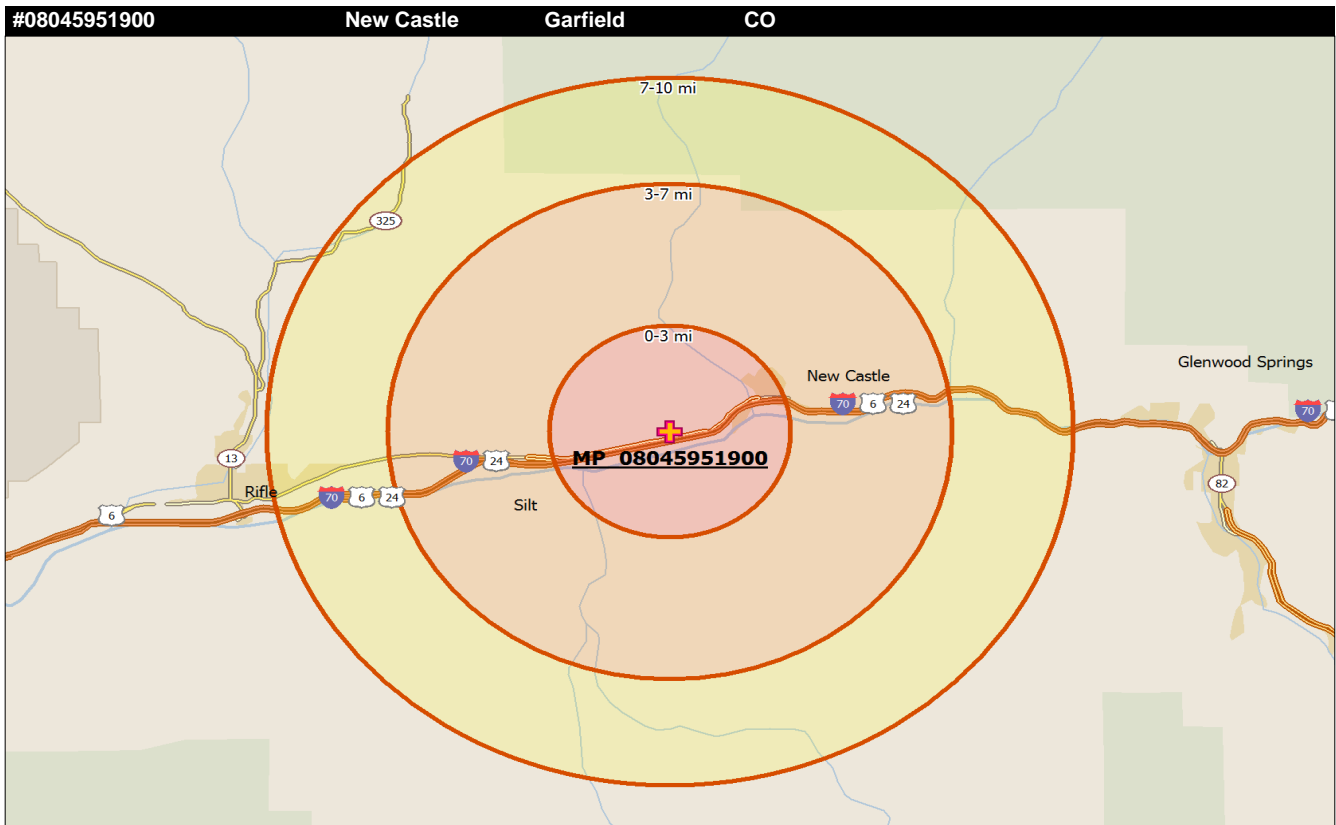 #08045951900 New Castle Garfield CO
7-10 mi
3-7 mi
325
0-3 mi
Glenwood Springs
New Castle
70 6 24
70
MP 08045951900
13
70 24
82
Rifle
70 6 24
Silt
6